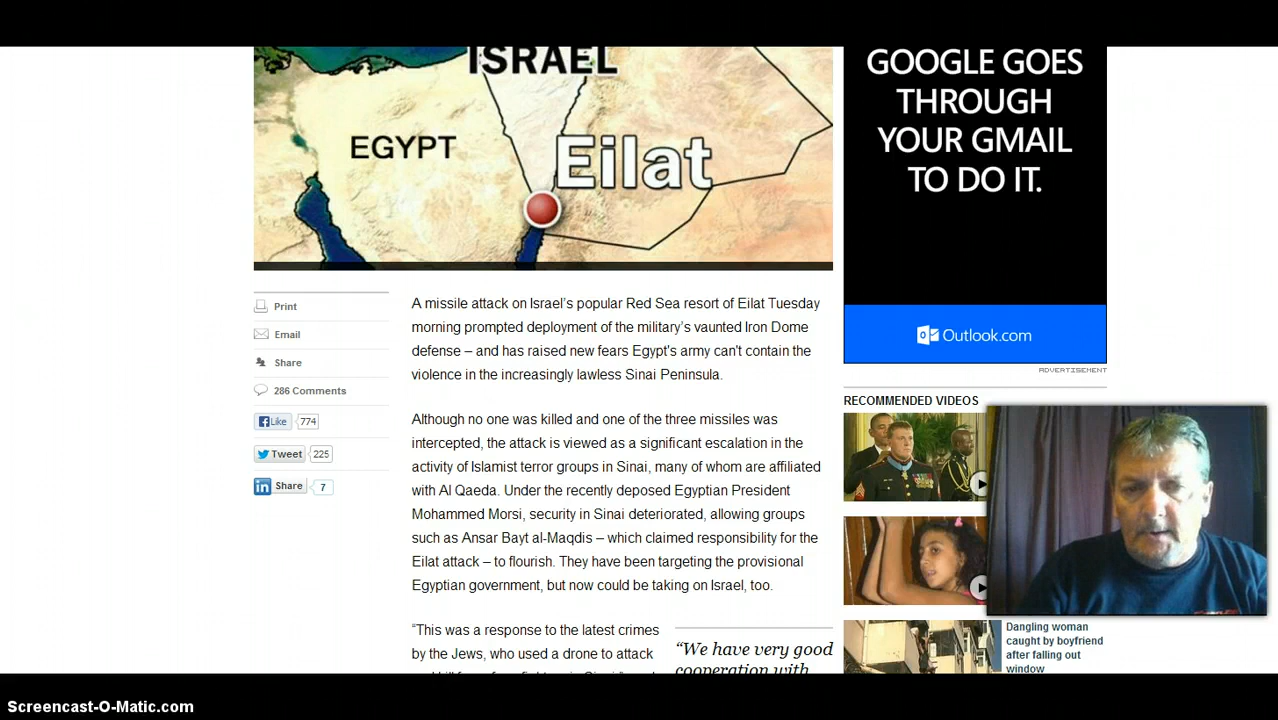 ISRAEL
EGYPT
Eilat
GOOGLE GOES
THROUGH
YOUR GMAIL
TO DO IT.
Outlook.com
ADVERTISEMENT
Print
Email
Share
286 Comments
Like 774
Tweet 225
in Share 7
A missile attack on Israel’s popular Red Sea resort of Eilat Tuesday
morning prompted deployment of the military’s vaunted Iron Dome
defense – and has raised new fears Egypt's army can't contain the
violence in the increasingly lawless Sinai Peninsula.
Although no one was killed and one of the three missiles was
intercepted, the attack is viewed as a significant escalation in the
activity of Islamist terror groups in Sinai, many of whom are affiliated
with Al Qaeda. Under the recently deposed Egyptian President
Mohammed Morsi, security in Sinai deteriorated, allowing groups
such as Ansar Bayt al-Maqdis – which claimed responsibility for the
Eilat attack – to flourish. They have been targeting the provisional
Egyptian government, but now could be taking on Israel, too.
“This was a response to the latest crimes
by the Jews, who used a drone to attack
“We have very good
cooperation with
RECOMMENDED VIDEOS
Dangling woman
caught by boyfriend
after falling out
window
Screencast-O-Matic.com